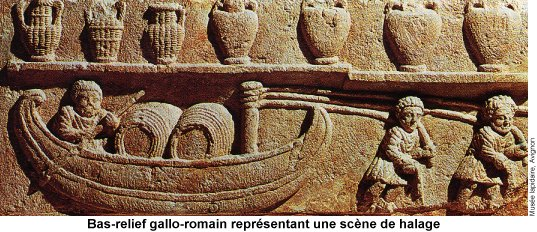 Bas-relief gallo-romain représentant une scène de halage
Musée lapidaire, Avignon